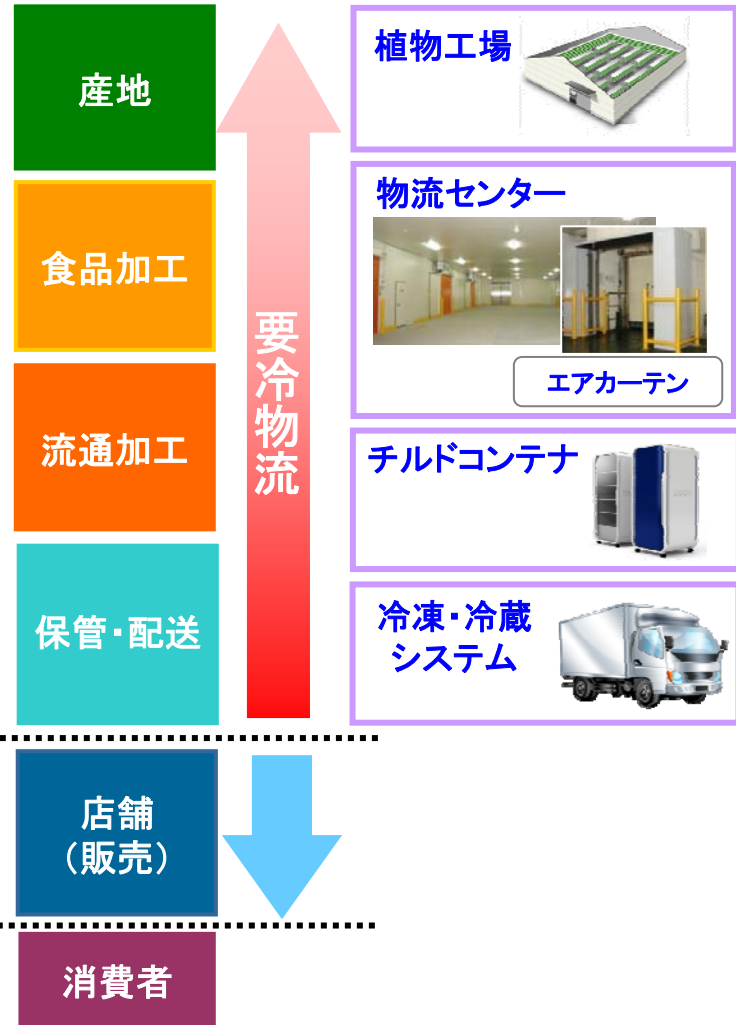 産地
食品加工
流通加工
保管・配送
店舗
（販売）
消費者
要冷物流
植物工場
物流センター
エアカーテン
チルドコンテナ
冷凍・冷蔵
システム